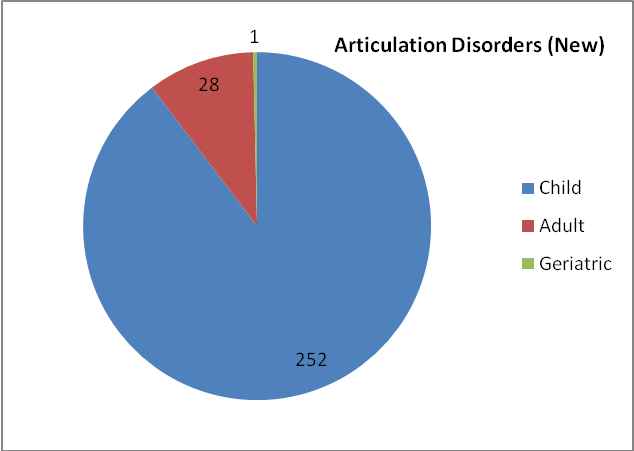 1
Articulation Disorders (New)
28
Child
Adult
Geriatric
252